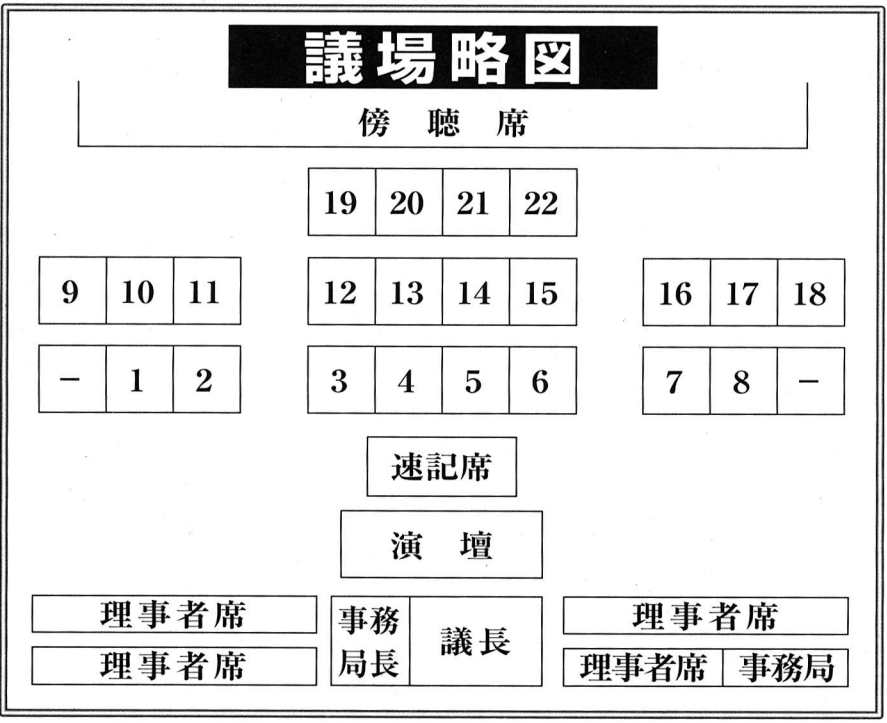 議場略図
傍聴席
19 20 21 22
9 10 11 12 13 14 15 16 17 18
－ 1 2 3 4 5 6 7 8 －
速記席
演壇
理事者席
理事者席
事務
局長
議長
理事者席
理事者席 事務局